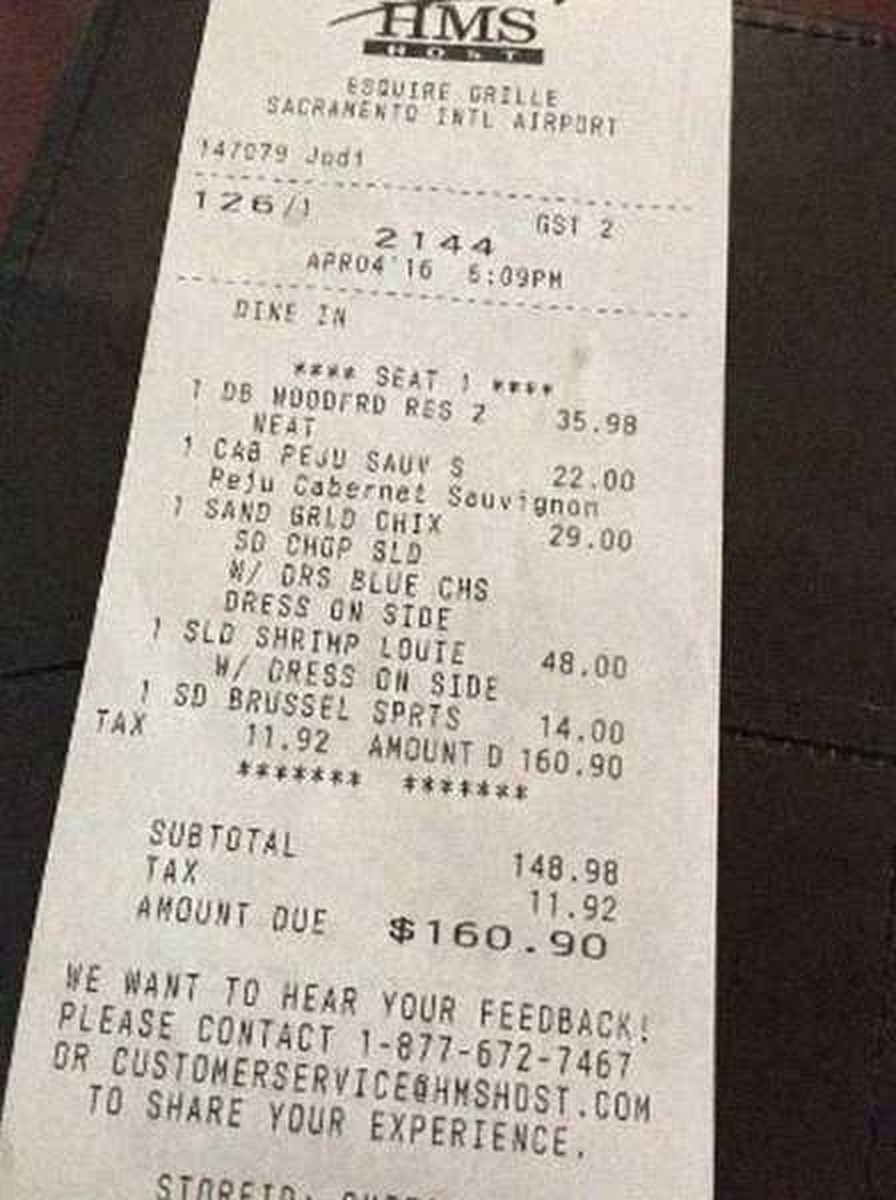 HMS
HOST
ESQUIRE GRILLE
SACRAMENTO INTL AIRPORT
147079 Jodi
126/1 GST 2
2144
APR04'16 6:09PM
DINE IN
**** SEAT 1 ****
1 DB WOODFRD RES 2 35.98
NEAT
1 CAB PEJU SAUV S 22.00
Peju Cabernet Sauvignon
1 SAND GRLD CHIX 29.00
SD CHOP SLD
W/ DRS BLUE CHS
DRESS ON SIDE
1 SLD SHRIMP LOUIE 48.00
W/ DRESS ON SIDE
1 SD BRUSSEL SPRTS 14.00
TAX 11.92 AMOUNT D 160.90
******* *******
SUBTOTAL 148.98
TAX 11.92
AMOUNT DUE $160.90
WE WANT TO HEAR YOUR FEEDBACK!
PLEASE CONTACT 1-877-672-7467
OR CUSTOMERSERVICE@HMSHOST.COM
TO SHARE YOUR EXPERIENCE.
STOREID: